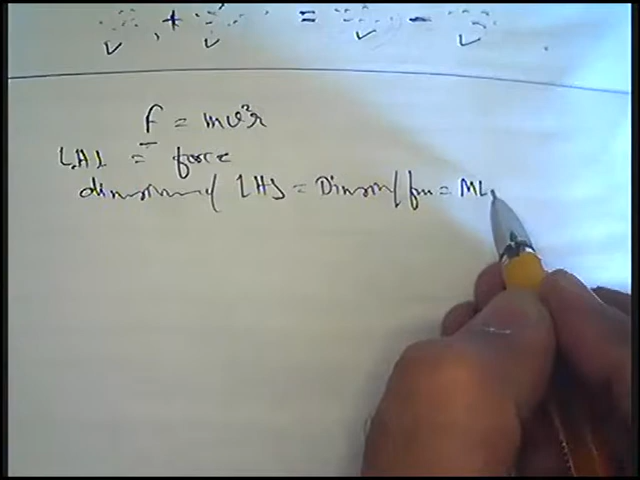 , + = -
f = mv²r
LHS = force
dimension of LHS = Dimension of force = ML